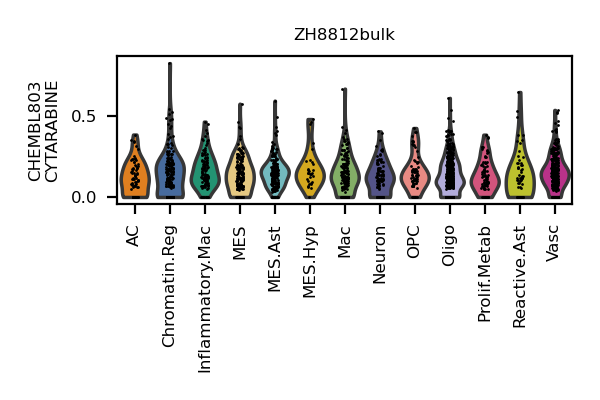 ZH8812bulk
CHEMBL803
CYTARABINE
0.5
0.0
AC
Chromatin.Reg
Inflammatory.Mac
MES
MES.Ast
MES.Hyp
Mac
Neuron
OPC
Oligo
Prolif.Metab
Reactive.Ast
Vasc